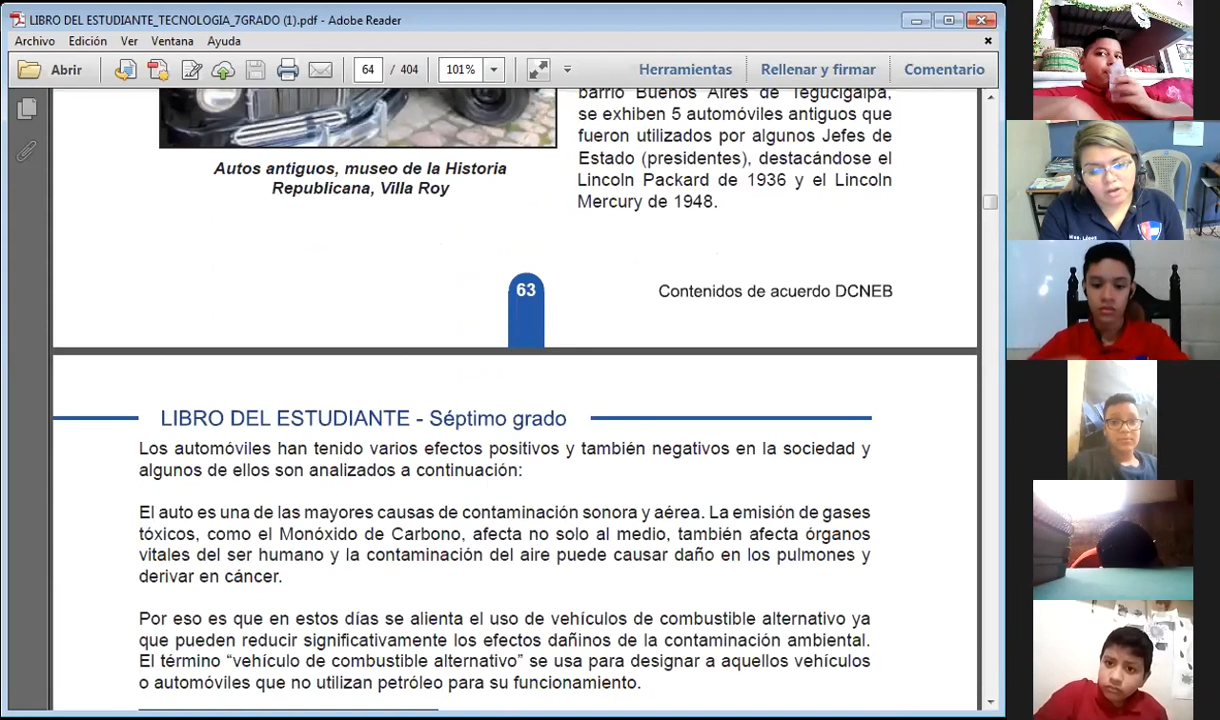 LIBRO DEL ESTUDIANTE_TECNOLOGIA_7GRADO (1).pdf - Adobe Reader
Archivo Edición Ver Ventana Ayuda
Abrir 64 / 404 101% Herramientas Rellenar y firmar Comentario
barrio Buenos Aires de Tegucigalpa,
se exhiben 5 automóviles antiguos que
fueron utilizados por algunos Jefes de
Estado (presidentes), destacándose el
Lincoln Packard de 1936 y el Lincoln
Mercury de 1948.
Autos antiguos, museo de la Historia
Republicana, Villa Roy
63
Contenidos de acuerdo DCNEB
LIBRO DEL ESTUDIANTE - Séptimo grado
Los automóviles han tenido varios efectos positivos y también negativos en la sociedad y
algunos de ellos son analizados a continuación:
El auto es una de las mayores causas de contaminación sonora y aérea. La emisión de gases
tóxicos, como el Monóxido de Carbono, afecta no solo al medio, también afecta órganos
vitales del ser humano y la contaminación del aire puede causar daño en los pulmones y
derivar en cáncer.
Por eso es que en estos días se alienta el uso de vehículos de combustible alternativo ya
que pueden reducir significativamente los efectos dañinos de la contaminación ambiental.
El término “vehículo de combustible alternativo” se usa para designar a aquellos vehículos
o automóviles que no utilizan petróleo para su funcionamiento.